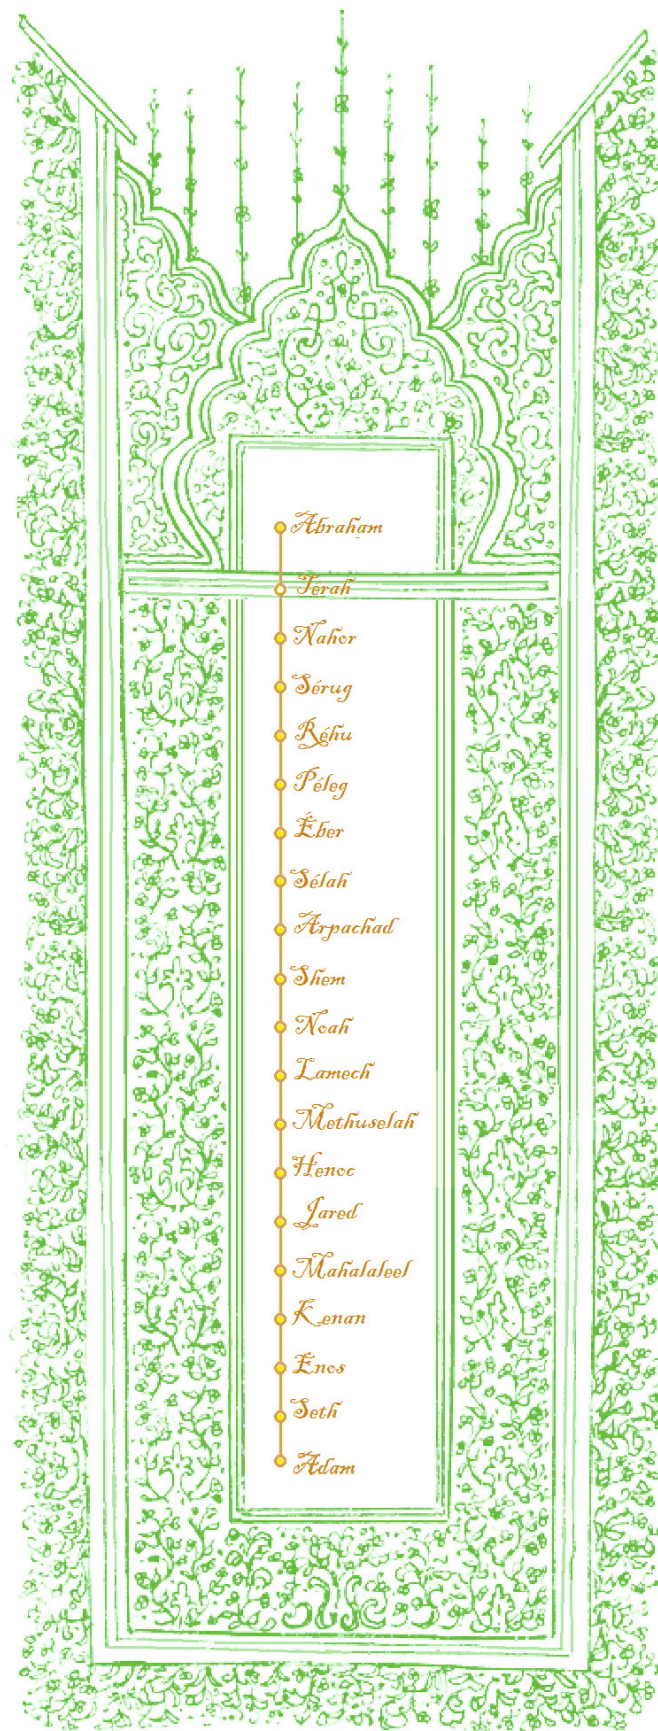 Abraham
Terah
Nahor
Sérug
Réhu
Péleg
Éber
Sélah
Arpachad
Shem
Noah
Lamech
Methuselah
Henoc
Jared
Mahalaleel
Kenan
Enos
Seth
Adam